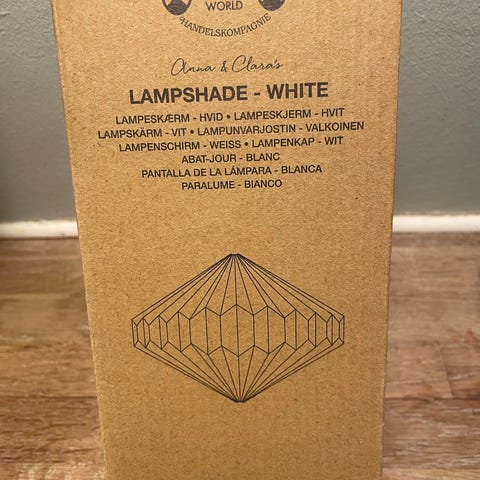 WORLD
HANDELSKOMPAGNIE
Anna & Clara's
LAMPSHADE - WHITE
LAMPESKÆRM - HVID • LAMPESKJERM - HVIT
LAMPSKÄRM - VIT • LAMPUNVARJOSTIN - VALKOINEN
LAMPENSCHIRM - WEISS • LAMPENKAP - WIT
ABAT-JOUR - BLANC
PANTALLA DE LA LÁMPARA - BLANCA
PARALUME - BIANCO